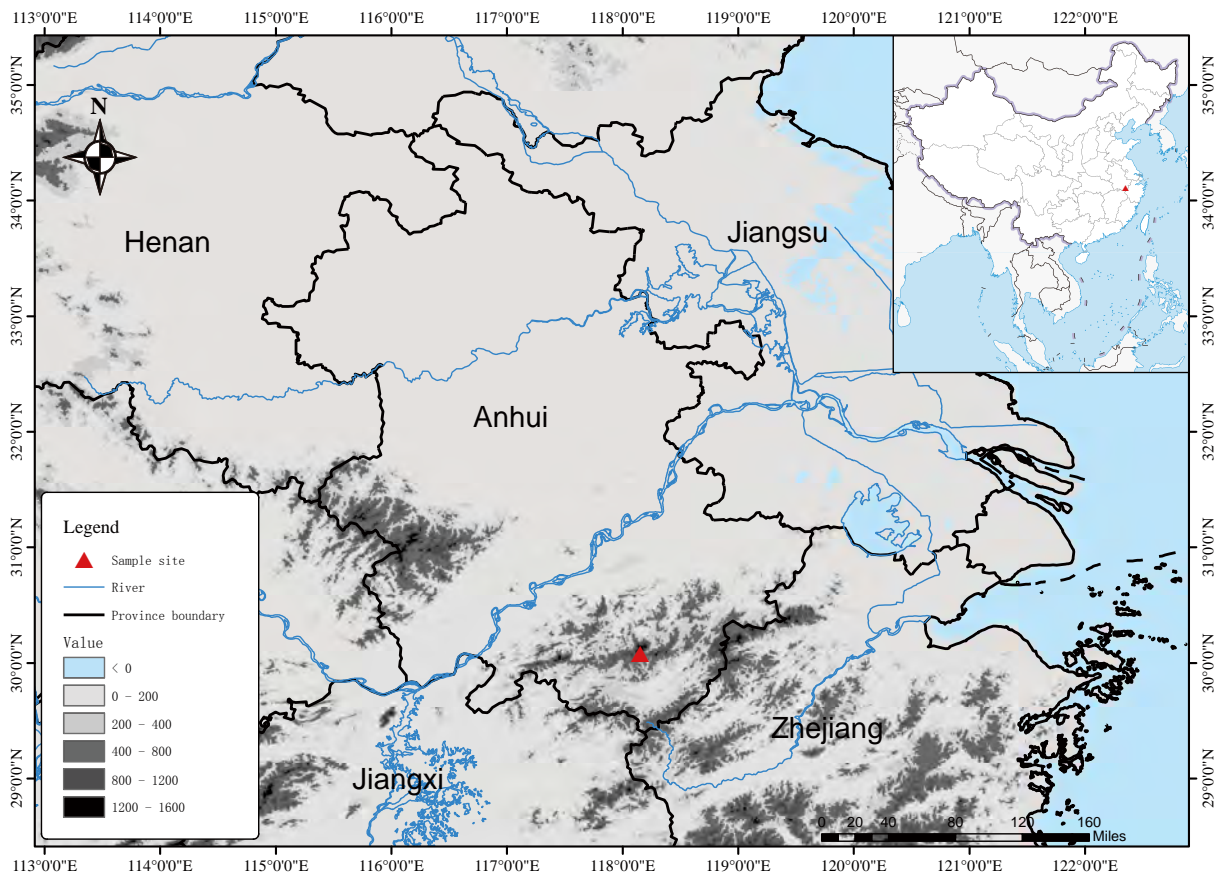 113°0'0"E 114°0'0"E 115°0'0"E 116°0'0"E 117°0'0"E 118°0'0"E 119°0'0"E 120°0'0"E 121°0'0"E 122°0'0"E
35°0'0"N
34°0'0"N
33°0'0"N
32°0'0"N
31°0'0"N
30°0'0"N
29°0'0"N
N
Henan
Jiangsu
Anhui
Zhejiang
Jiangxi
Legend
Sample site
River
Province boundary
Value
< 0
0 - 200
200 - 400
400 - 800
800 - 1200
1200 - 1600
0 20 40 80 120 160
Miles
35°0'0"N
34°0'0"N
33°0'0"N
32°0'0"N
31°0'0"N
30°0'0"N
29°0'0"N
113°0'0"E 114°0'0"E 115°0'0"E 116°0'0"E 117°0'0"E 118°0'0"E 119°0'0"E 120°0'0"E 121°0'0"E 122°0'0"E